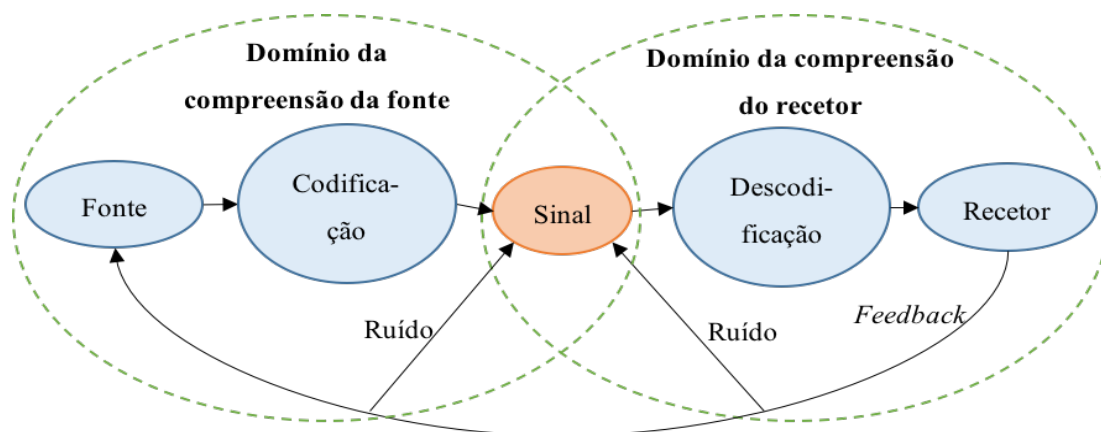 Domínio da
compreensão da fonte
Domínio da compreensão
do recetor
Fonte
Codifica-
ção
Sinal
Descodi-
ficação
Recetor
Ruído
Ruído
Feedback